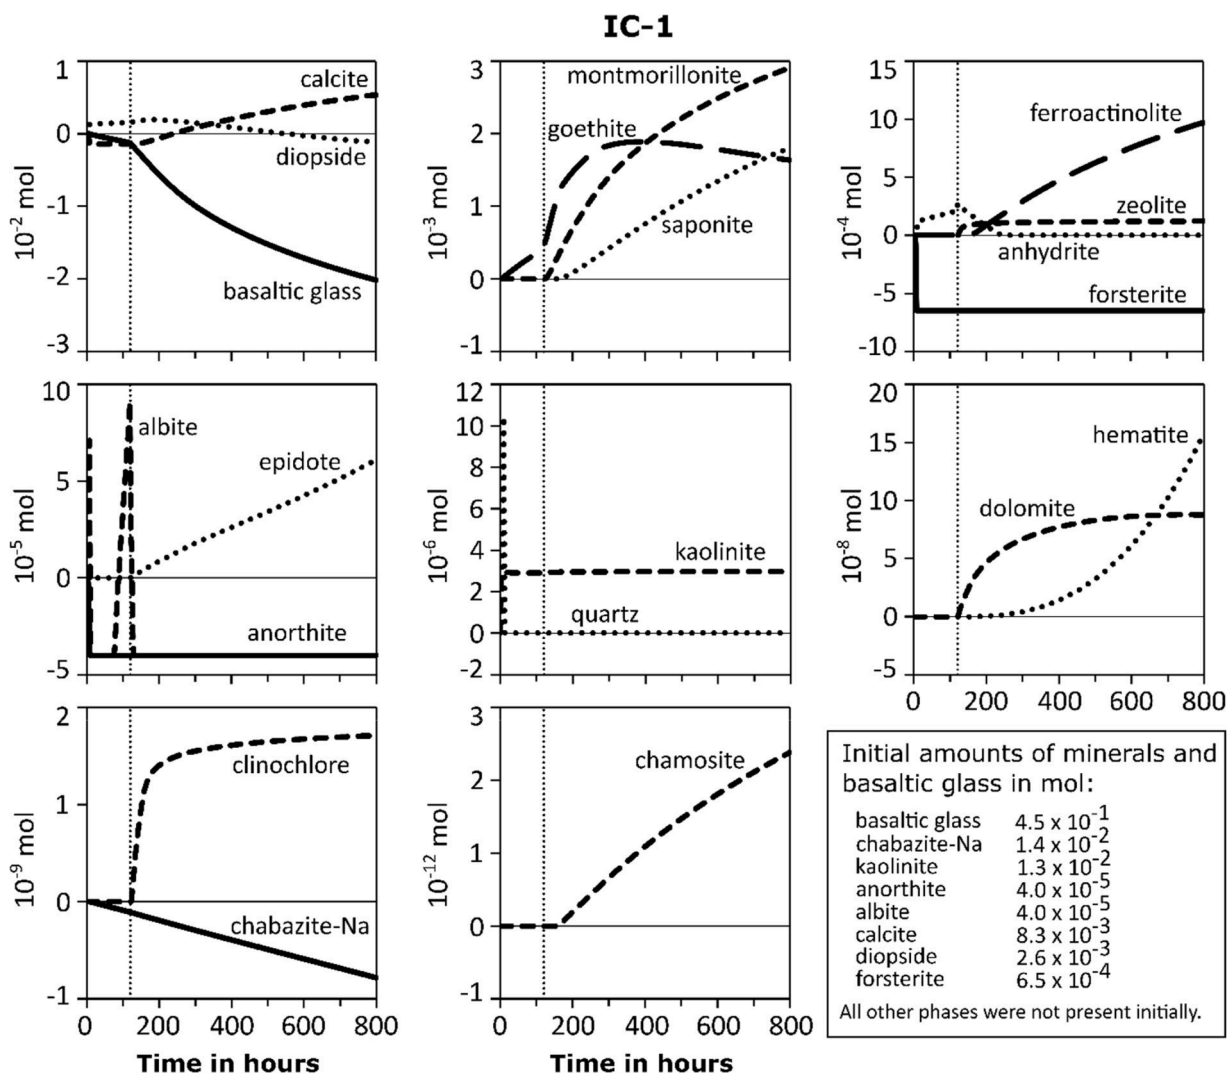 IC-1
1
0
-1
-2
-3
10⁻² mol
calcite
diopside
basaltic glass
3
2
1
0
-1
10⁻³ mol
montmorillonite
goethite
saponite
15
10
5
0
-5
-10
10⁻⁴ mol
ferroactinolite
zeolite
anhydrite
forsterite
10
5
0
-5
10⁻⁵ mol
albite
epidote
anorthite
12
10
8
6
4
2
0
-2
10⁻⁶ mol
kaolinite
quartz
20
15
10
5
0
-5
10⁻⁸ mol
hematite
dolomite
0 200 400 600 800
2
1
0
-1
10⁻⁹ mol
clinochlore
chabazite-Na
0 200 400 600 800
Time in hours
3
2
1
0
-1
10⁻¹² mol
chamosite
0 200 400 600 800
Time in hours
Initial amounts of minerals and
basaltic glass in mol:
basaltic glass 4.5 x 10⁻¹
chabazite-Na 1.4 x 10⁻²
kaolinite 1.3 x 10⁻²
anorthite 4.0 x 10⁻⁵
albite 4.0 x 10⁻⁵
calcite 8.3 x 10⁻³
diopside 2.6 x 10⁻³
forsterite 6.5 x 10⁻⁴
All other phases were not present initially.